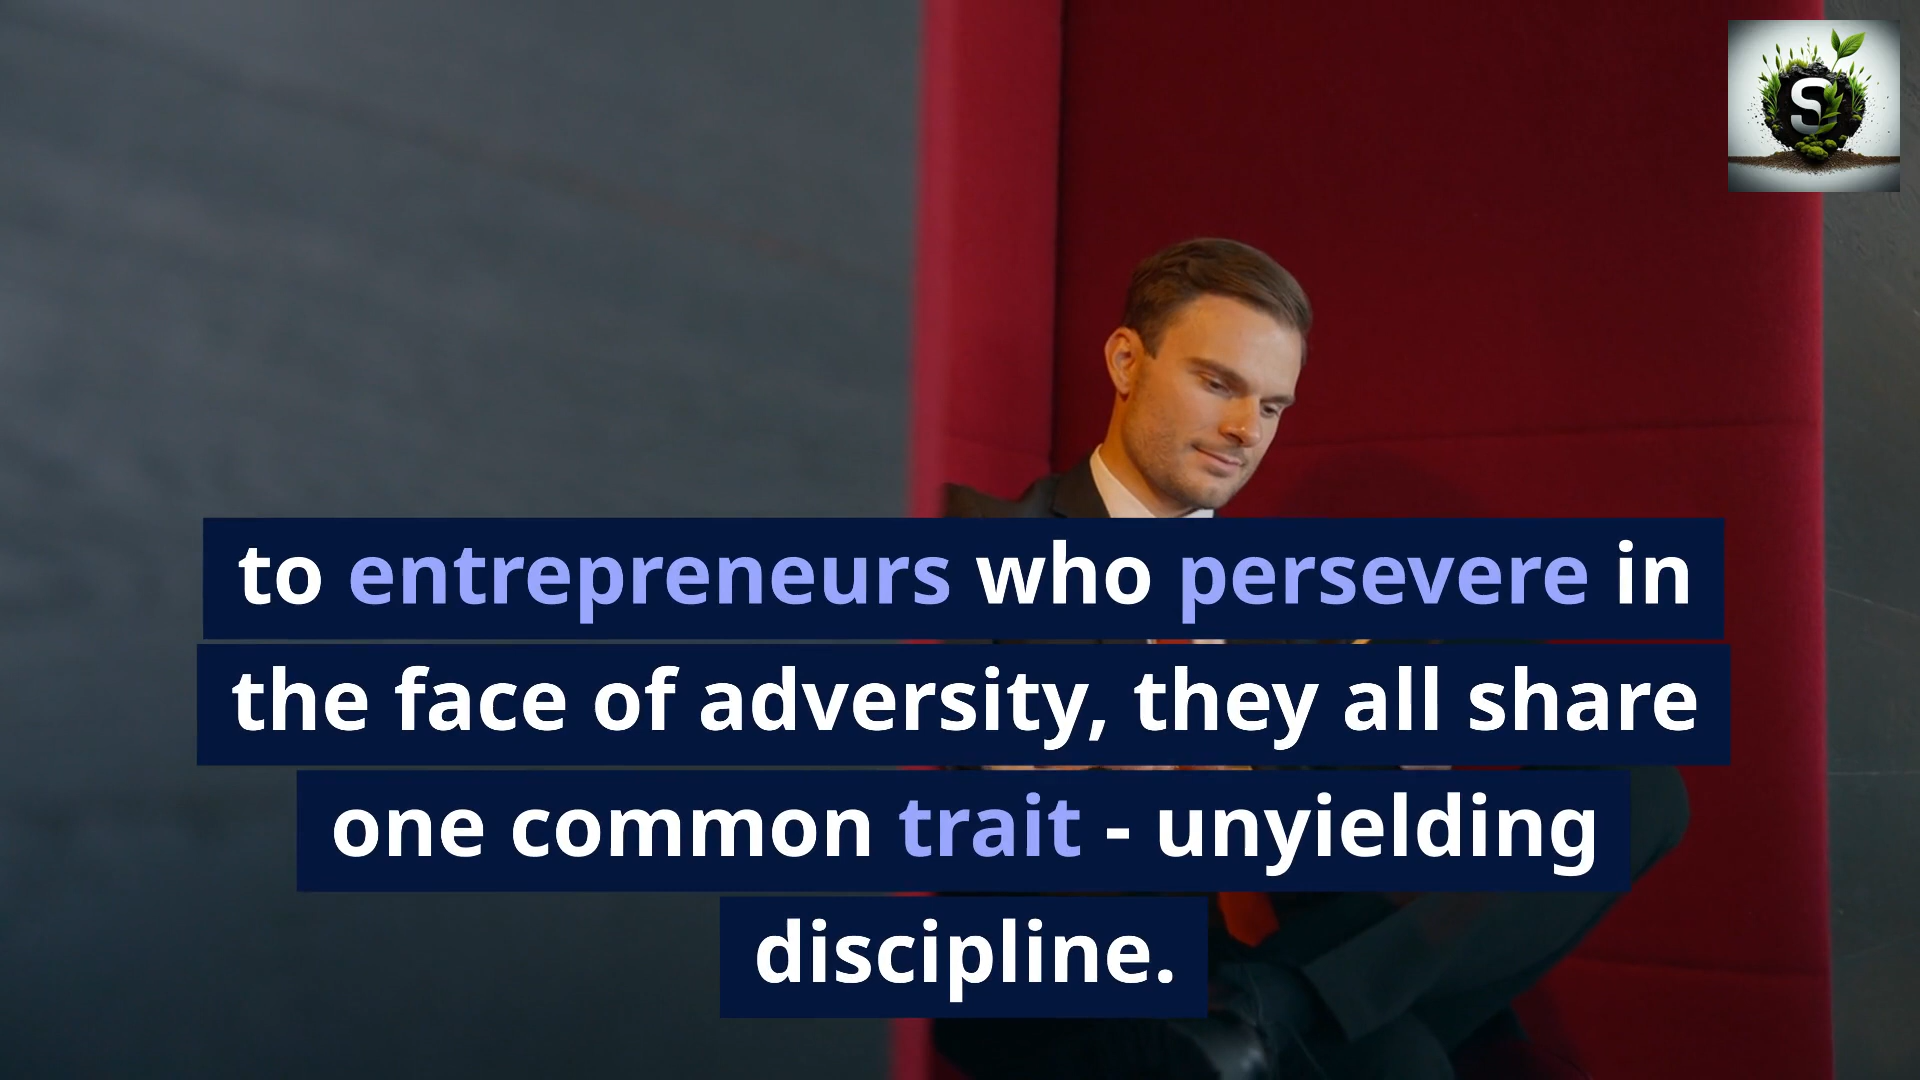 S
to entrepreneurs who persevere in
the face of adversity, they all share
one common trait - unyielding
discipline.